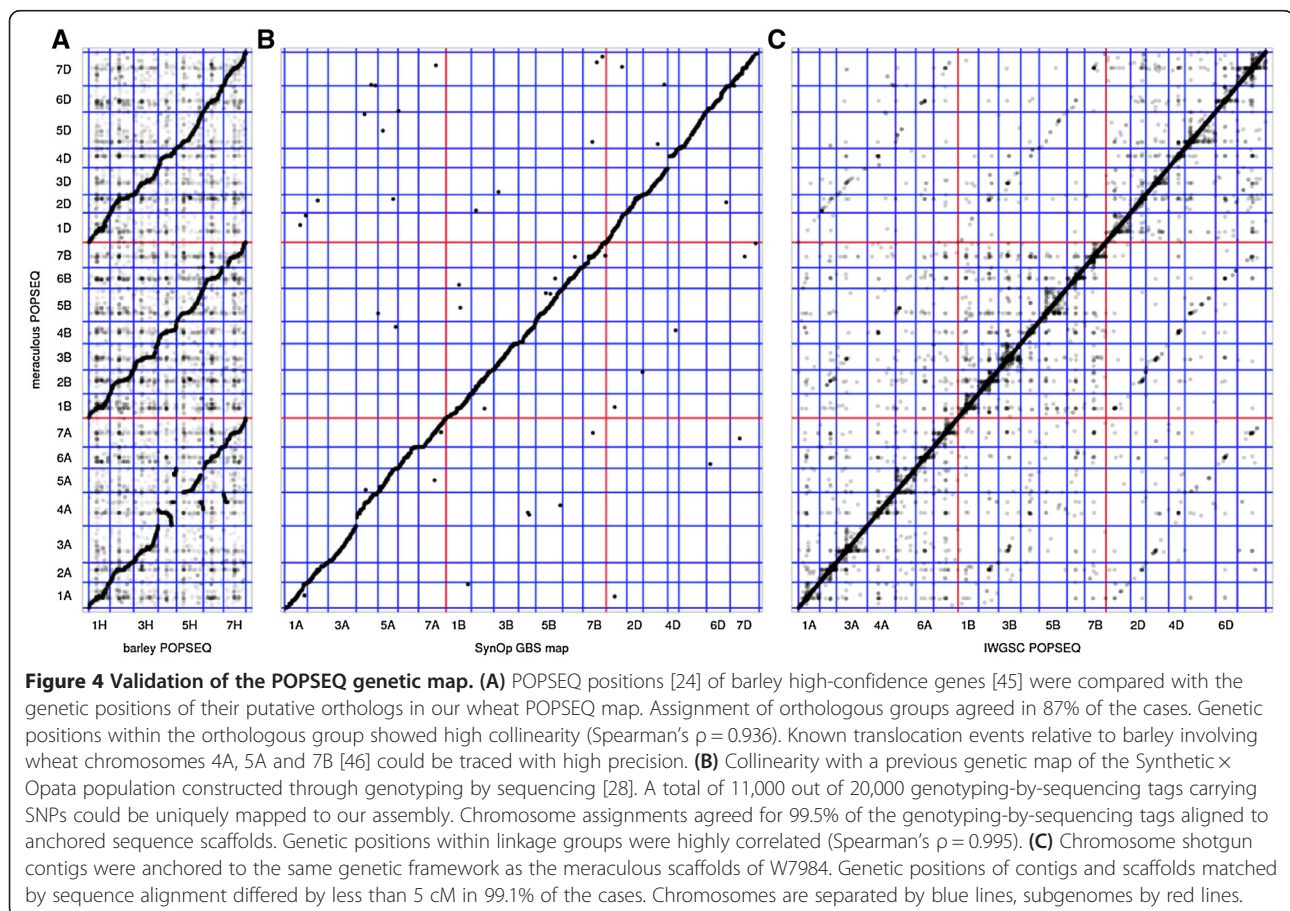 A
B
C
7D
6D
5D
4D
3D
2D
1D
7B
6B
5B
4B
3B
2B
1B
7A
6A
5A
4A
3A
2A
1A
meraculous POPSEQ
1H 3H 5H 7H
barley POPSEQ
1A 3A 5A 7A 1B 3B 5B 7B 2D 4D 6D 7D
SynOp GBS map
1A 3A 4A 6A 1B 3B 5B 7B 2D 4D 6D
IWGSC POPSEQ
Figure 4 Validation of the POPSEQ genetic map. (A) POPSEQ positions [24] of barley high-confidence genes [45] were compared with the
genetic positions of their putative orthologs in our wheat POPSEQ map. Assignment of orthologous groups agreed in 87% of the cases. Genetic
positions within the orthologous group showed high collinearity (Spearman's ρ = 0.936). Known translocation events relative to barley involving
wheat chromosomes 4A, 5A and 7B [46] could be traced with high precision. (B) Collinearity with a previous genetic map of the Synthetic ×
Opata population constructed through genotyping by sequencing [28]. A total of 11,000 out of 20,000 genotyping-by-sequencing tags carrying
SNPs could be uniquely mapped to our assembly. Chromosome assignments agreed for 99.5% of the genotyping-by-sequencing tags aligned to
anchored sequence scaffolds. Genetic positions within linkage groups were highly correlated (Spearman's ρ = 0.995). (C) Chromosome shotgun
contigs were anchored to the same genetic framework as the meraculous scaffolds of W7984. Genetic positions of contigs and scaffolds matched
by sequence alignment differed by less than 5 cM in 99.1% of the cases. Chromosomes are separated by blue lines, subgenomes by red lines.